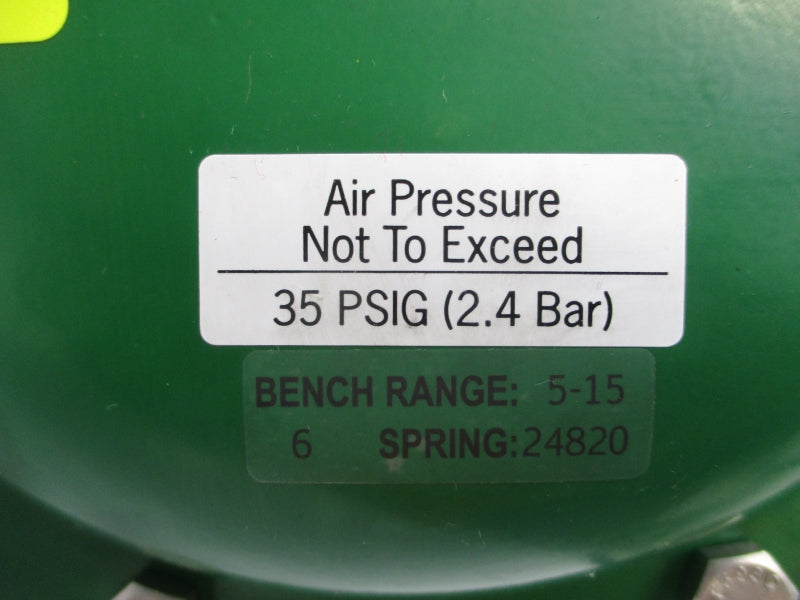 Air Pressure
Not To Exceed
35 PSIG (2.4 Bar)
BENCH RANGE: 5-15
6 SPRING:24820